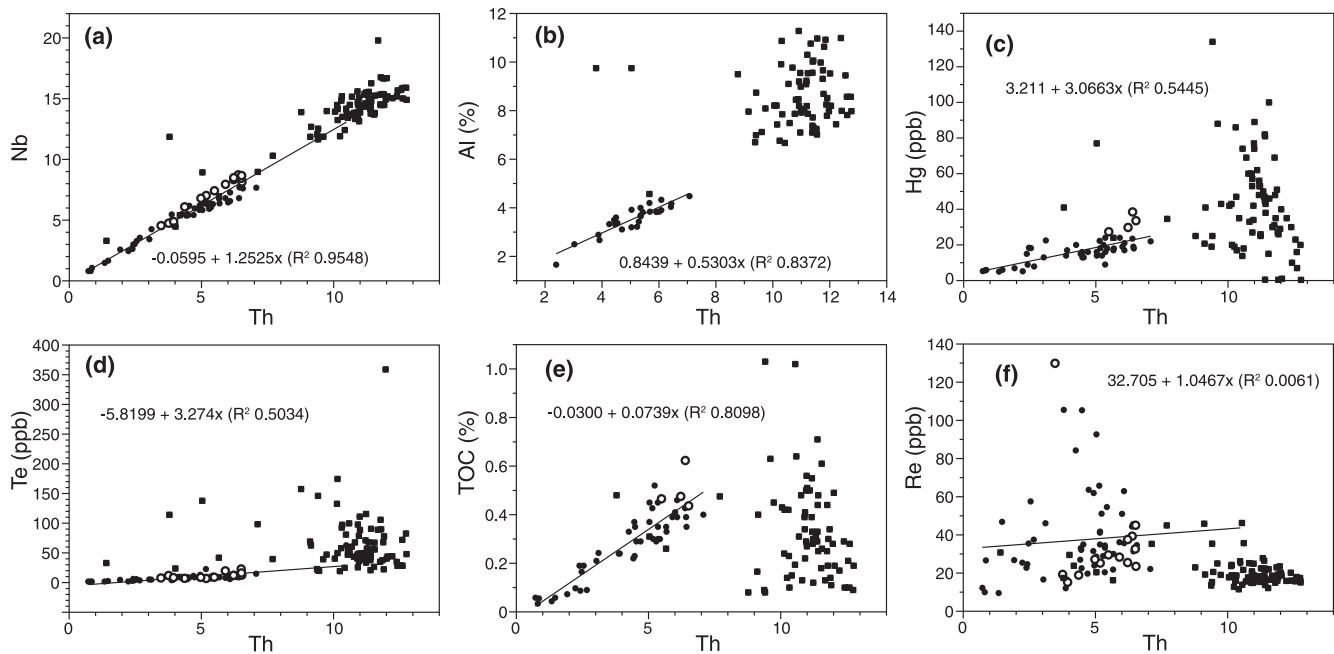 (a)
Nb
20
15
10
5
0
0
5
10
Th
-0.0595 + 1.2525x (R² 0.9548)
(b)
Al (%)
10
8
6
4
2
2
4
6
8
10
12
14
Th
0.8439 + 0.5303x (R² 0.8372)
(c)
Hg (ppb)
140
120
100
80
60
40
20
0
0
5
10
Th
3.211 + 3.0663x (R² 0.5445)
(d)
Te (ppb)
400
350
300
250
200
150
100
50
0
0
5
10
Th
-5.8199 + 3.274x (R² 0.5034)
(e)
TOC (%)
1.0
0.8
0.6
0.4
0.2
0
0
5
10
Th
-0.0300 + 0.0739x (R² 0.8098)
(f)
Re (ppb)
140
120
100
80
60
40
20
0
0
5
10
Th
32.705 + 1.0467x (R² 0.0061)